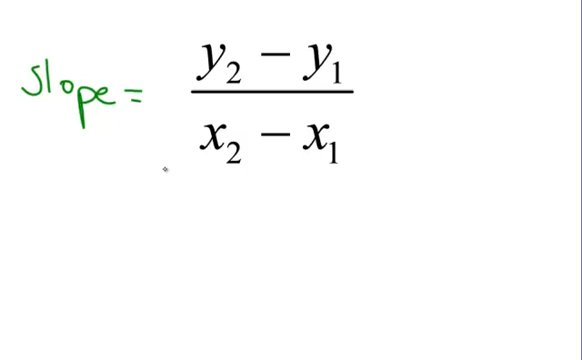 slope = y₂ − y₁ / x₂ − x₁